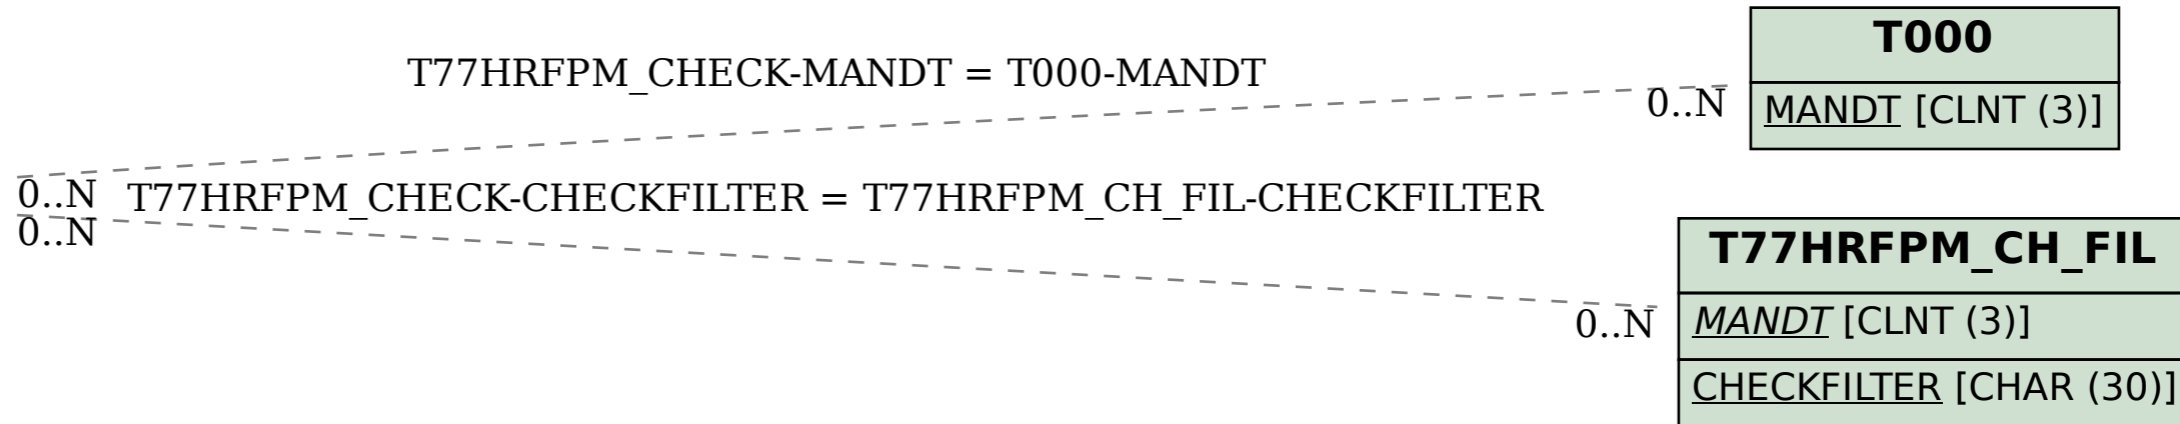 T000
T77HRFPM_CHECK-MANDT = T000-MANDT
0..N
MANDT [CLNT (3)]
0..N
T77HRFPM_CHECK-CHECKFILTER = T77HRFPM_CH_FIL-CHECKFILTER
0..N
T77HRFPM_CH_FIL
0..N
MANDT [CLNT (3)]
CHECKFILTER [CHAR (30)]